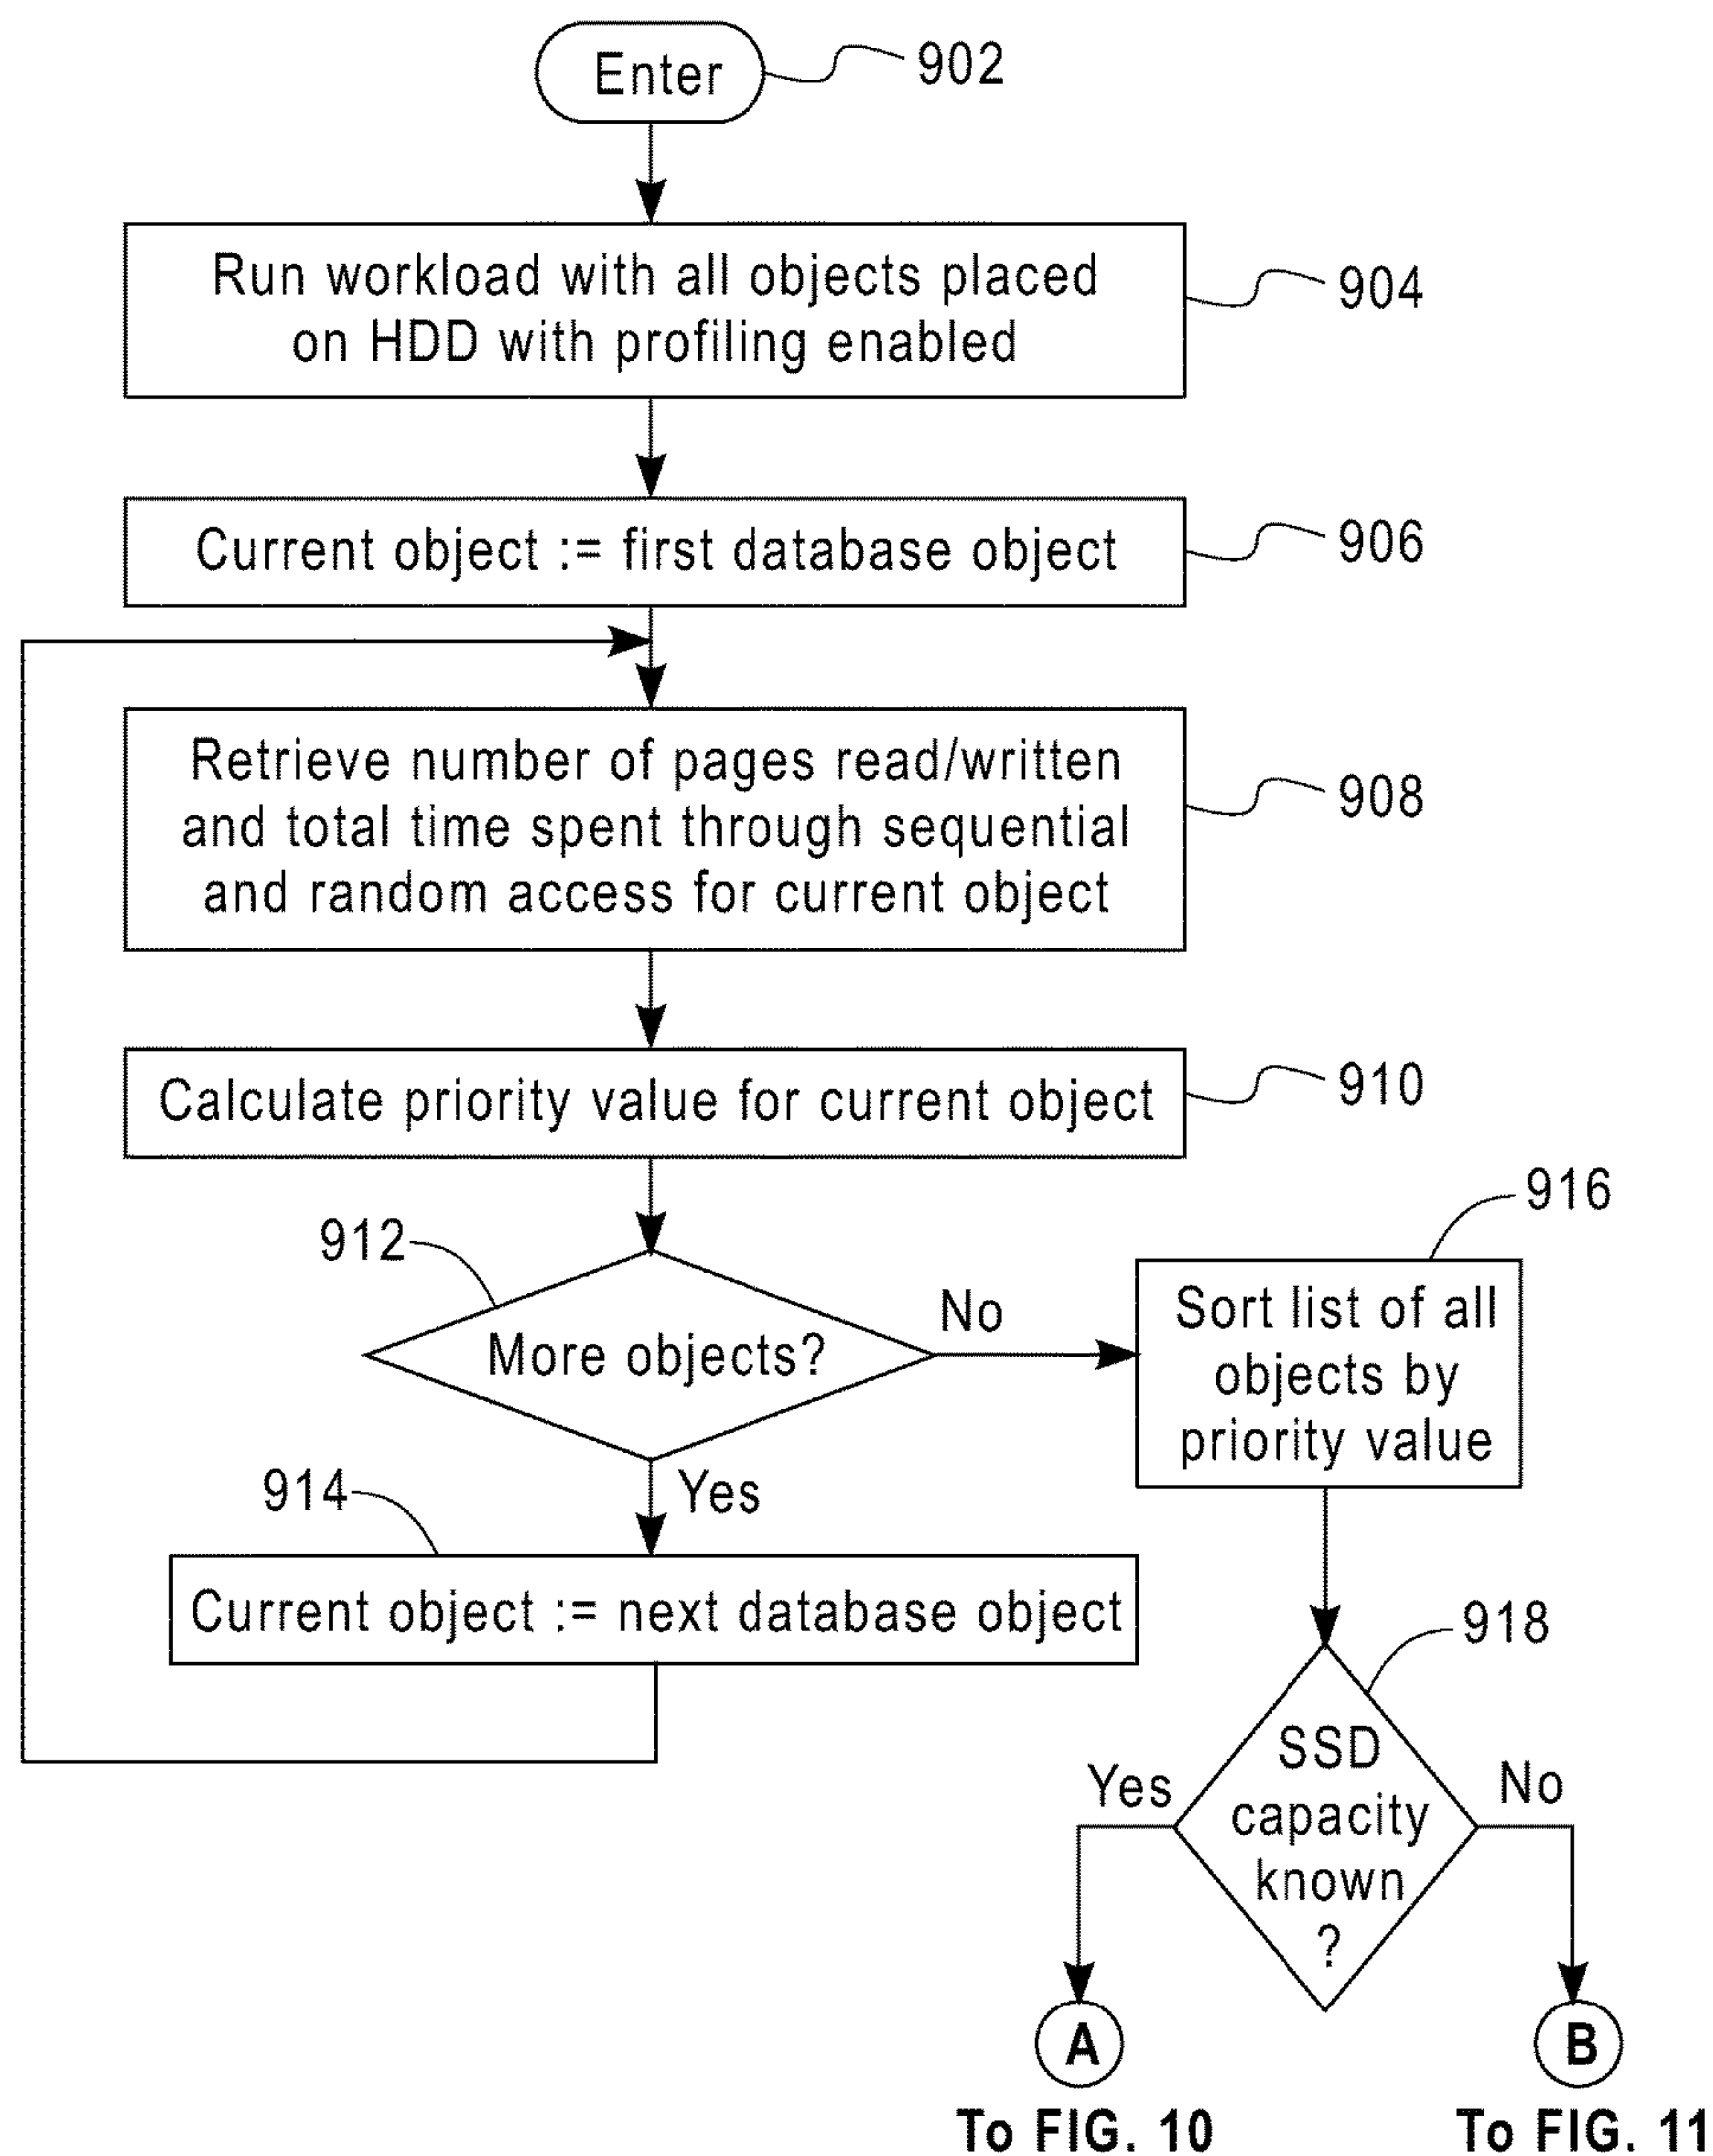 Enter
902
Run workload with all objects placed
on HDD with profiling enabled
904
Current object := first database object
906
Retrieve number of pages read/written
and total time spent through sequential
and random access for current object
908
Calculate priority value for current object
910
912
More objects?
No
Yes
916
Sort list of all
objects by
priority value
914
Current object := next database object
918
SSD
capacity
known
?
Yes
No
A
To FIG. 10
B
To FIG. 11